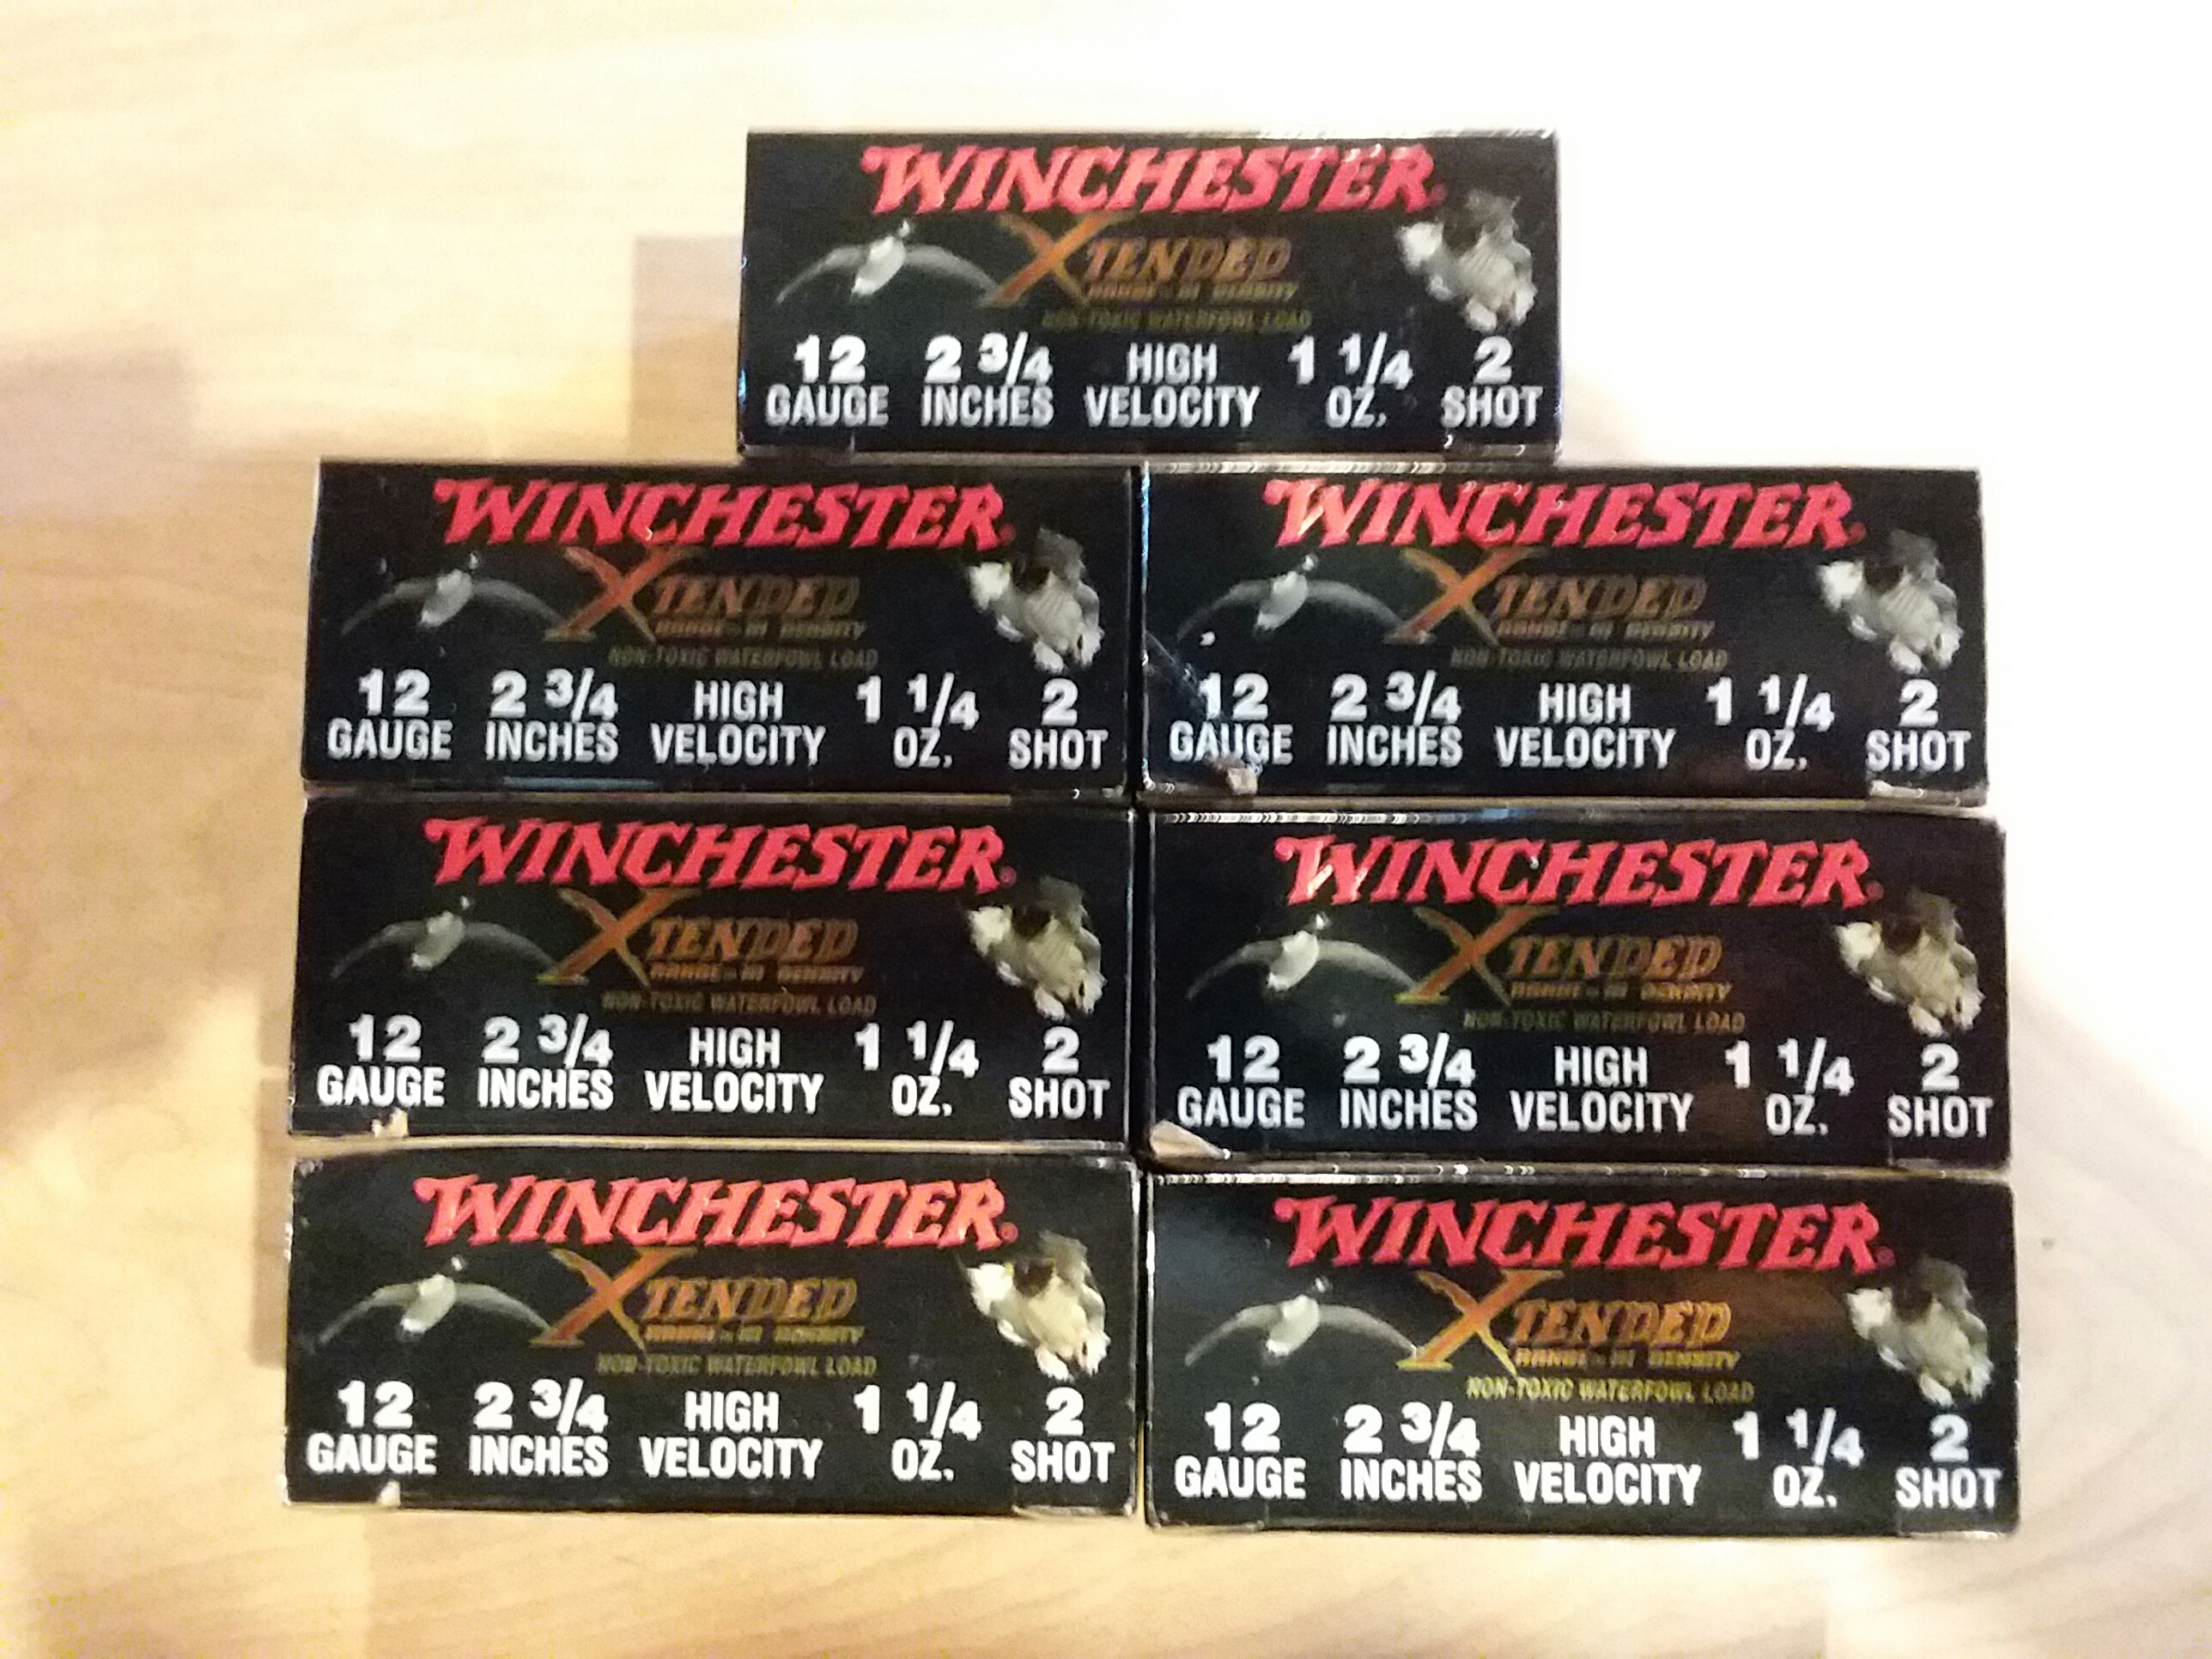 WINCHESTER®
XTENDED
RANGE HI DENSITY
NON-TOXIC WATERFOWL LOAD
12 2 3/4 HIGH 1 1/4 2
GAUGE INCHES VELOCITY OZ. SHOT
WINCHESTER®
XTENDED
RANGE HI DENSITY
NON-TOXIC WATERFOWL LOAD
12 2 3/4 HIGH 1 1/4 2
GAUGE INCHES VELOCITY OZ. SHOT
WINCHESTER®
XTENDED
RANGE HI DENSITY
NON-TOXIC WATERFOWL LOAD
12 2 3/4 HIGH 1 1/4 2
GAUGE INCHES VELOCITY OZ. SHOT
WINCHESTER®
XTENDED
RANGE HI DENSITY
NON-TOXIC WATERFOWL LOAD
12 2 3/4 HIGH 1 1/4 2
GAUGE INCHES VELOCITY OZ. SHOT
WINCHESTER®
XTENDED
RANGE HI DENSITY
NON-TOXIC WATERFOWL LOAD
12 2 3/4 HIGH 1 1/4 2
GAUGE INCHES VELOCITY OZ. SHOT
WINCHESTER®
XTENDED
RANGE HI DENSITY
NON-TOXIC WATERFOWL LOAD
12 2 3/4 HIGH 1 1/4 2
GAUGE INCHES VELOCITY OZ. SHOT
WINCHESTER®
XTENDED
RANGE HI DENSITY
NON-TOXIC WATERFOWL LOAD
12 2 3/4 HIGH 1 1/4 2
GAUGE INCHES VELOCITY OZ. SHOT